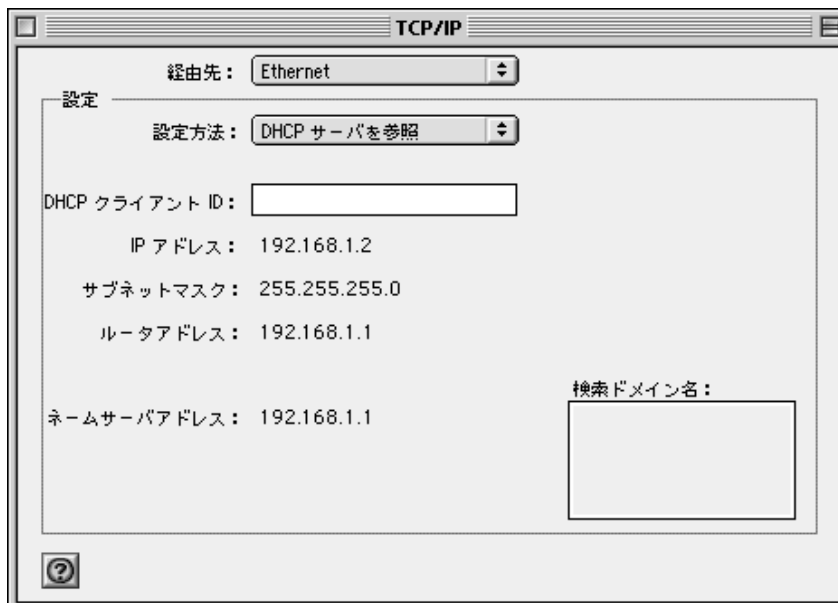 TCP/IP
経由先： Ethernet
設定
設定方法： DHCP サーバを参照
DHCP クライアント ID：
IP アドレス： 192.168.1.2
サブネットマスク： 255.255.255.0
ルータアドレス： 192.168.1.1
検索ドメイン名：
ネームサーバアドレス： 192.168.1.1
?